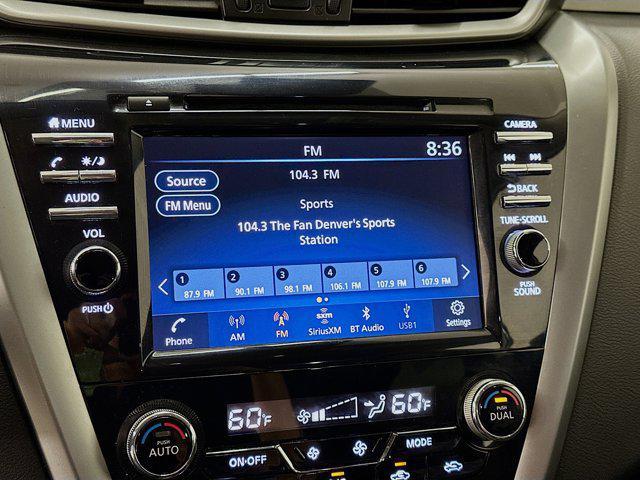 MENU
CAMERA
FM
8:36
104.3 FM
Source
BACK
AUDIO
FM Menu
Sports
TUNE·SCROLL
104.3 The Fan Denver's Sports
Station
VOL
1 2 3 4 5 6
87.9 FM 90.1 FM 98.1 FM 106.1 FM 107.9 FM 107.9 FM
PUSH
PUSH
SOUND
sxm
Phone AM FM SiriusXM BT Audio USB1 Settings
60°F 60°F
PUSH
AUTO
PUSH
DUAL
ON·OFF
MODE